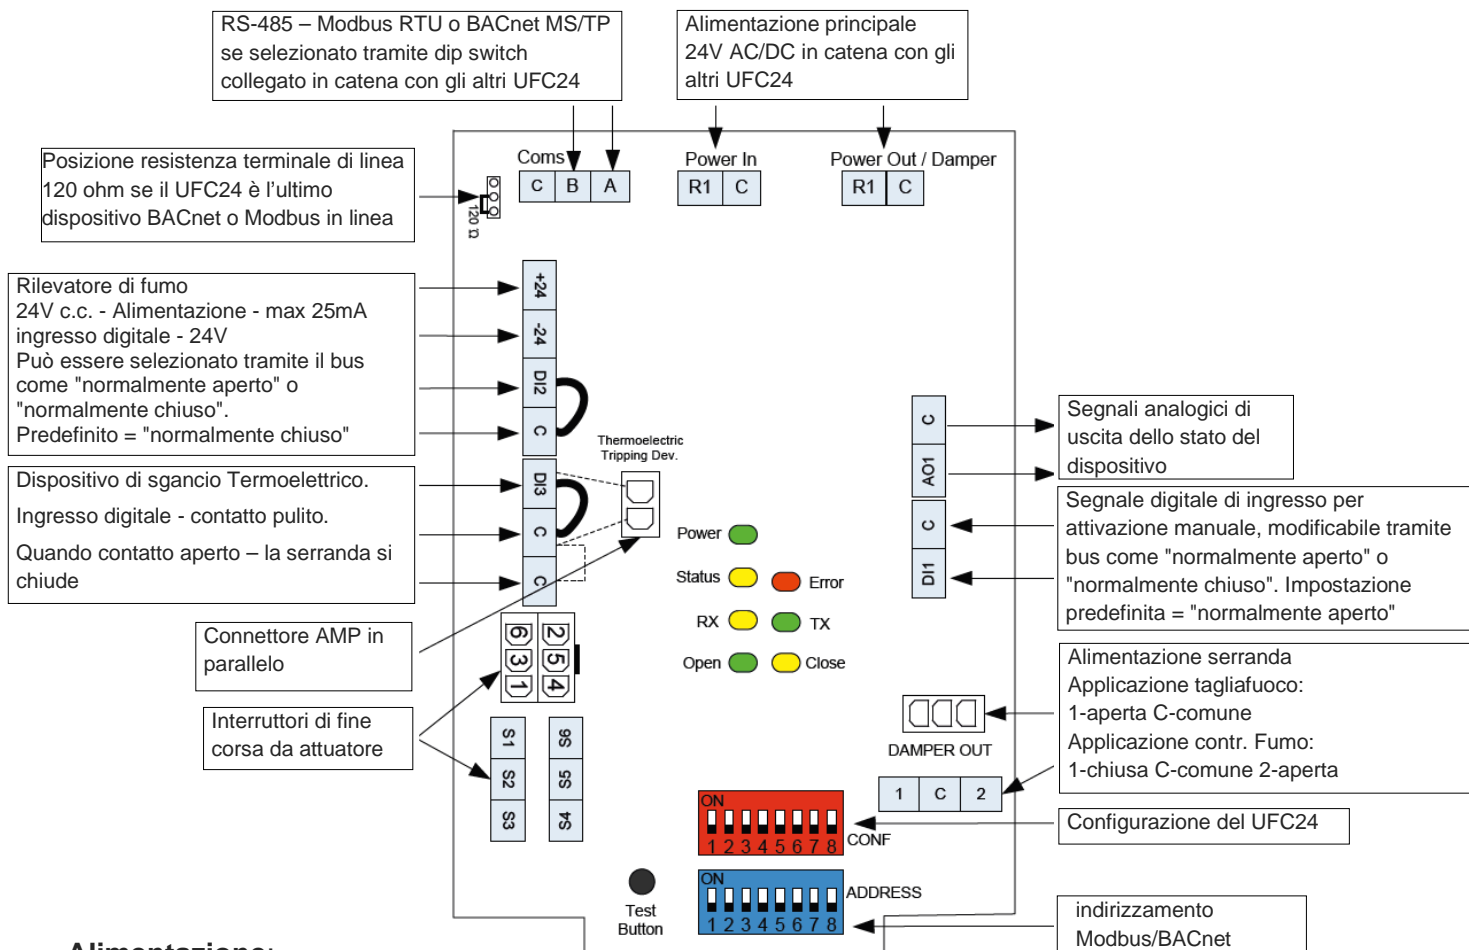 RS-485 – Modbus RTU o BACnet MS/TP
se selezionato tramite dip switch
collegato in catena con gli altri UFC24
Alimentazione principale
24V AC/DC in catena con gli
altri UFC24
Posizione resistenza terminale di linea
120 ohm se il UFC24 è l'ultimo
dispositivo BACnet o Modbus in linea
120 Ω
Coms
C B A
Power In
R1 C
Power Out / Damper
R1 C
Rilevatore di fumo
24V c.c. - Alimentazione - max 25mA
ingresso digitale - 24V
Può essere selezionato tramite il bus
come "normalmente aperto" o
"normalmente chiuso".
Predefinito = "normalmente chiuso"
+24
-24
DI2
C
Dispositivo di sgancio Termoelettrico.
Ingresso digitale - contatto pulito.
Quando contatto aperto – la serranda si
chiude
DI3
C
C
Thermoelectric
Tripping Dev.
Connettore AMP in
parallelo
Interruttori di fine
corsa da attuatore
6 2
3 5
1 4
S1 S6
S2 S5
S3 S4
Power
Status Error
RX TX
Open Close
C
AO1
C
DI1
Segnali analogici di
uscita dello stato del
dispositivo
Segnale digitale di ingresso per
attivazione manuale, modificabile tramite
bus come "normalmente aperto" o
"normalmente chiuso". Impostazione
predefinita = "normalmente aperto"
Alimentazione serranda
Applicazione tagliafuoco:
1-aperta C-comune
Applicazione contr. Fumo:
1-chiusa C-comune 2-aperta
DAMPER OUT
1 C 2
ON
1 2 3 4 5 6 7 8
CONF
Configurazione del UFC24
ON
1 2 3 4 5 6 7 8
ADDRESS
indirizzamento
Modbus/BACnet
Test
Button
Alimentazione: